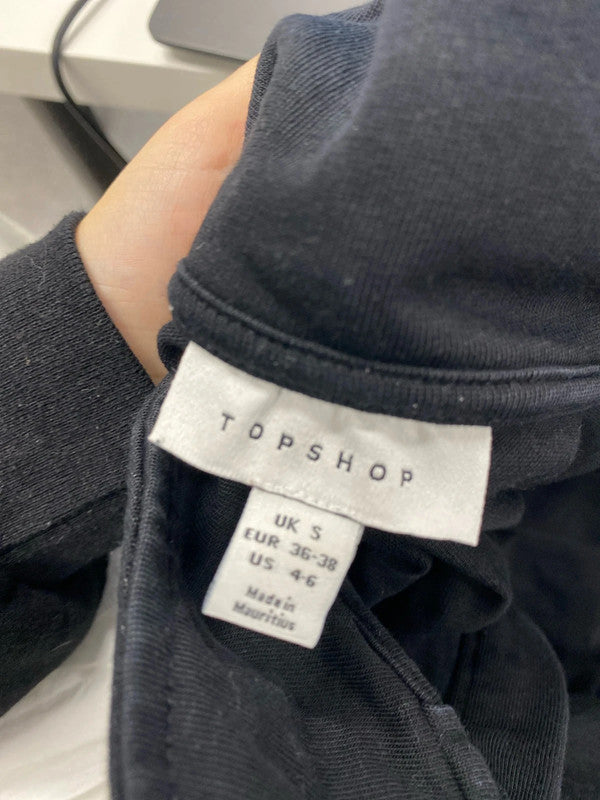 TOPSHOP
UK S
EUR 36-38
US 4-6
Made in
Mauritius